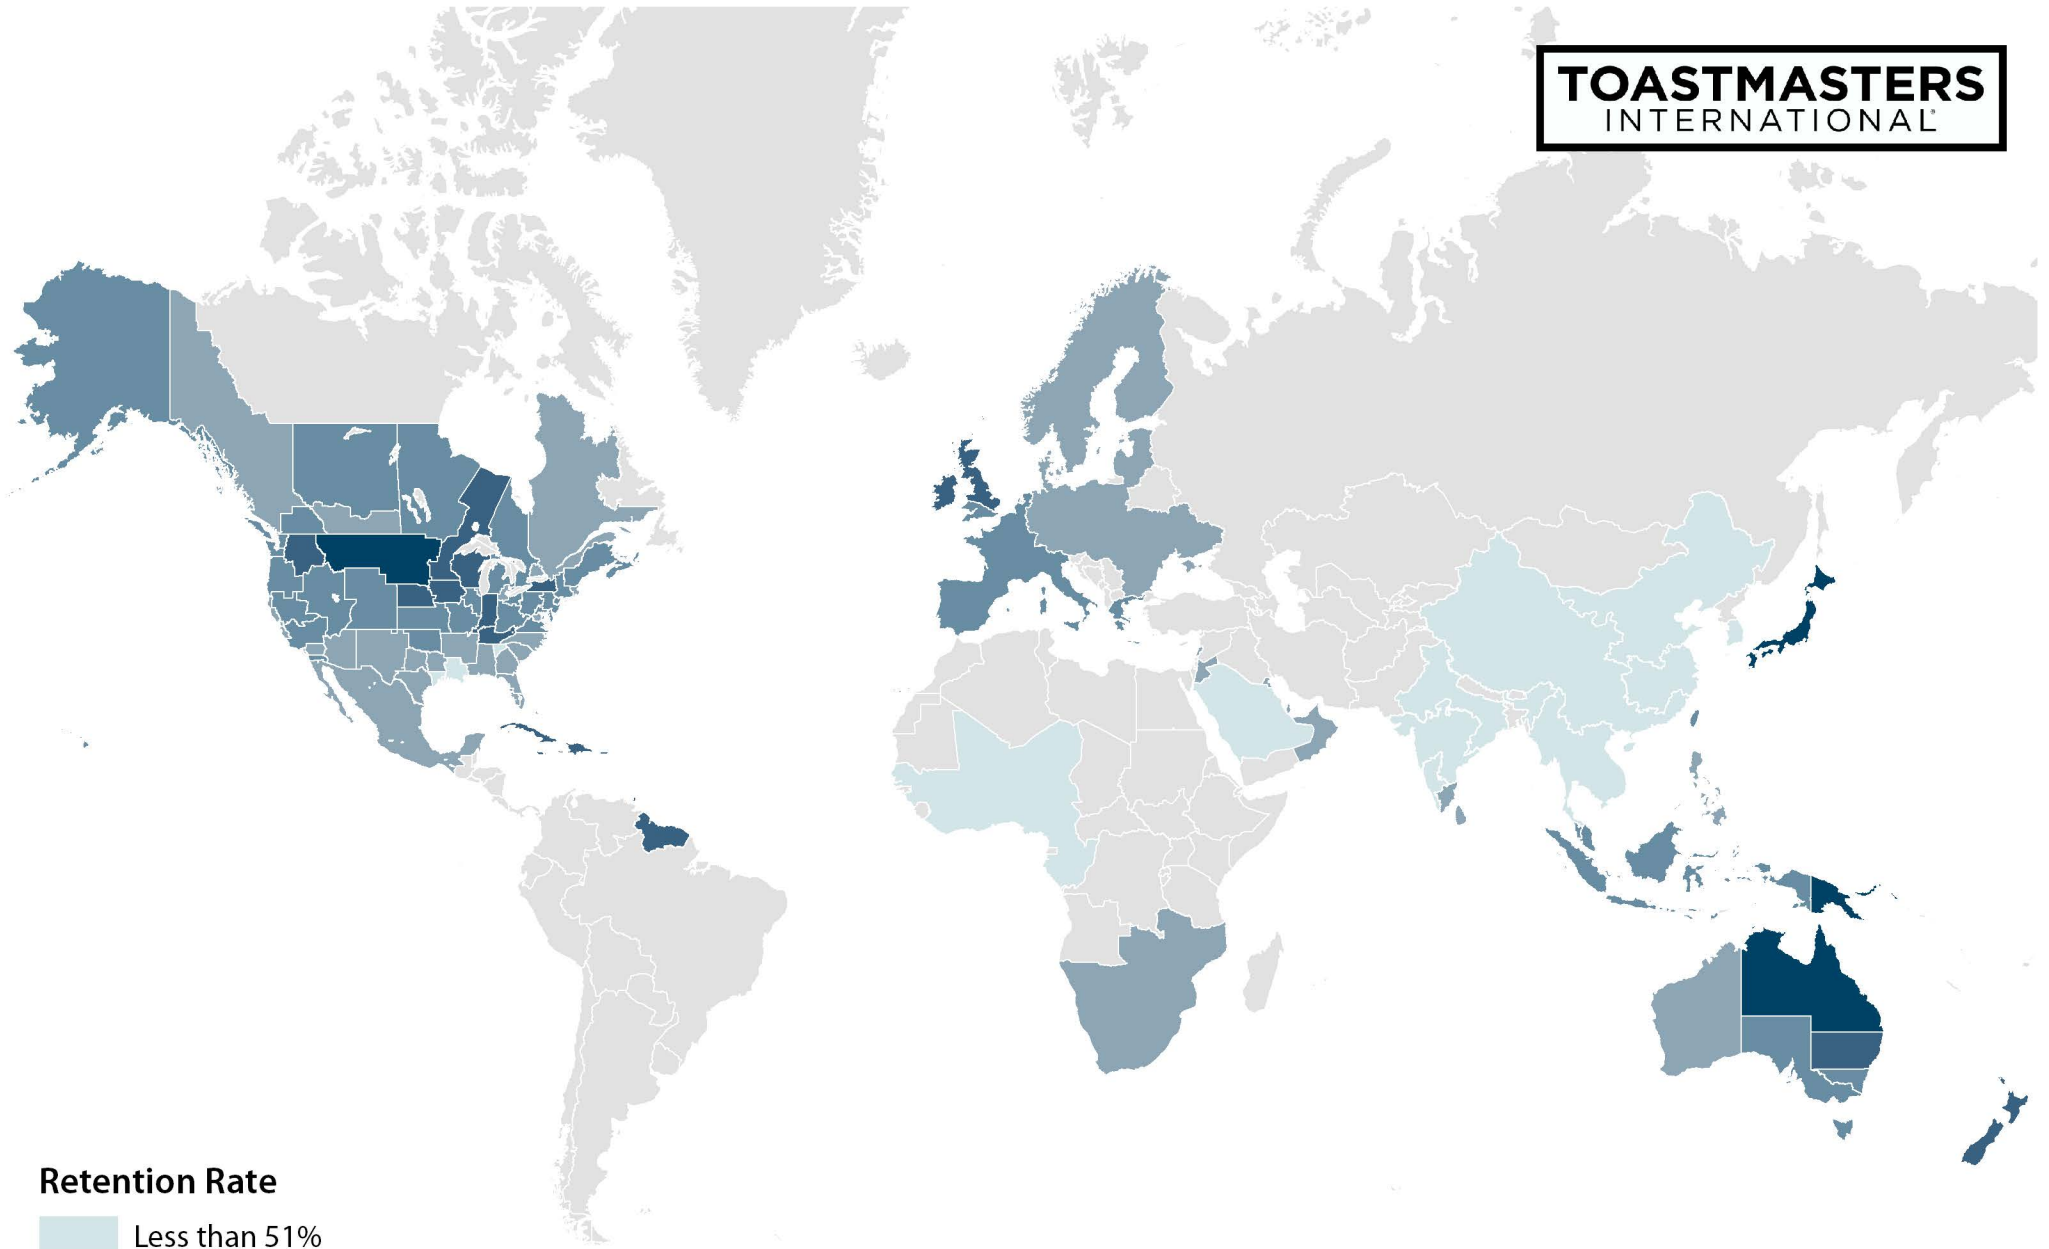 TOASTMASTERS
INTERNATIONAL®
Retention Rate
Less than 51%